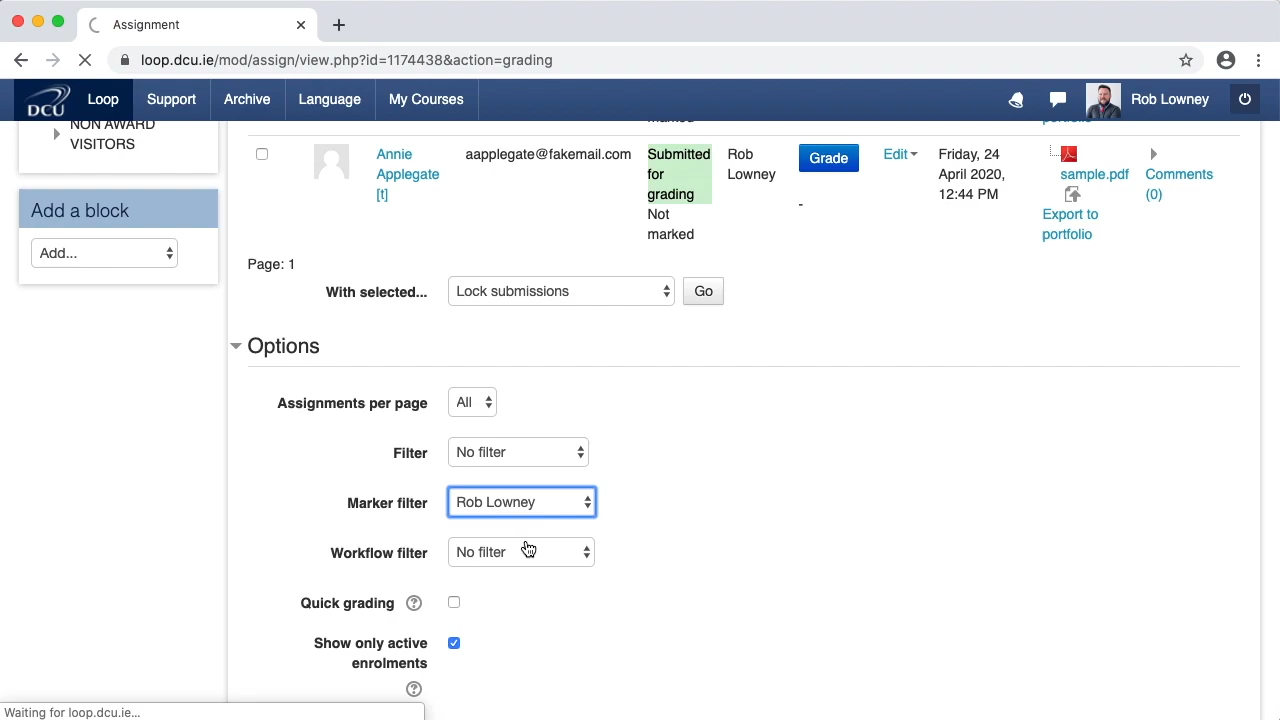 Assignment
loop.dcu.ie/mod/assign/view.php?id=1174438&action=grading
DCU Loop Support Archive Language My Courses Rob Lowney
NON AWARD
VISITORS
Add a block
Add...
Annie
Applegate
[t]
aapplegate@fakemail.com
Submitted
for
grading
Not
marked
Rob
Lowney
Grade
-
Edit
Friday, 24
April 2020,
12:44 PM
sample.pdf
Export to
portfolio
Comments
(0)
Page: 1
With selected... Lock submissions Go
Options
Assignments per page All
Filter No filter
Marker filter Rob Lowney
Workflow filter No filter
Quick grading ?
Show only active
enrolments
?
Waiting for loop.dcu.ie...